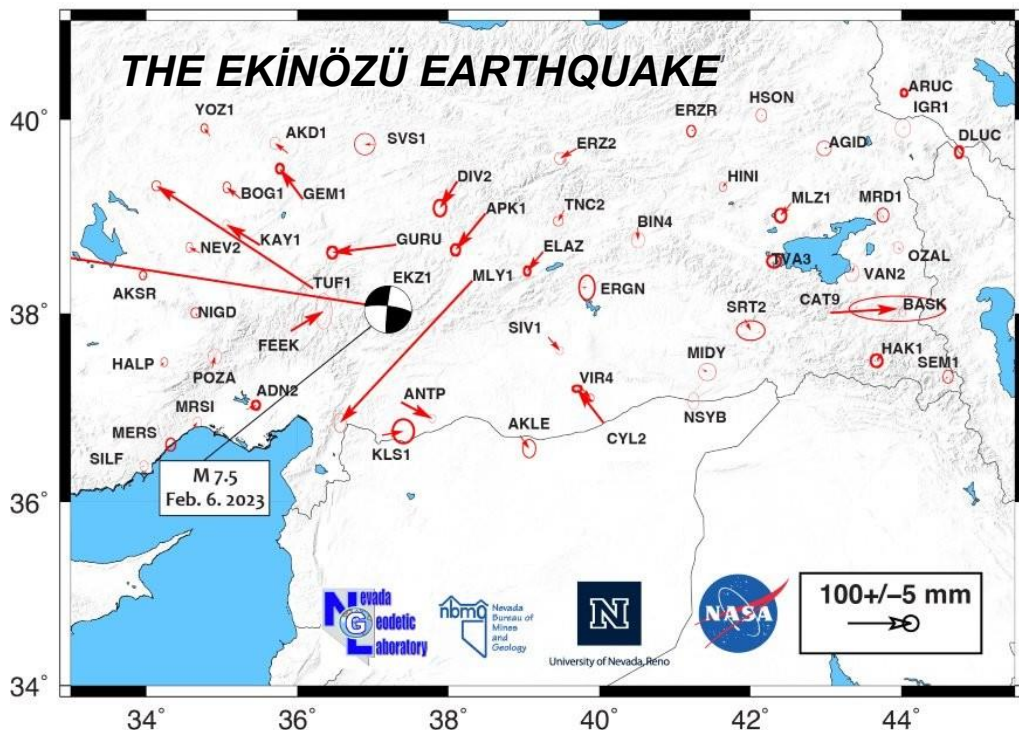 THE EKİNÖZÜ EARTHQUAKE
YOZ1
AKD1
SVS1
ERZR
HSON
ARUC
IGR1
40°
ERZ2
AGID
DLUC
BOG1
GEM1
DIV2
TNC2
HINI
MLZ1
MRD1
APK1
BIN4
NEV2
KAY1
GURU
ELAZ
TVA3
VAN2
OZAL
AKSR
TUF1
EKZ1
MLY1
ERGN
CAT9
BASK
38°
NIGD
FEEK
SIV1
SRT2
HALP
POZA
MIDY
HAK1
SEM1
MRSI
ADN2
ANTP
VIR4
MERS
AKLE
NSYB
SILF
KLS1
CYL2
M 7.5
Feb. 6. 2023
36°
Nevada
Geodetic
Laboratory
nbmg
Nevada
Bureau of
Mines
and
Geology
N
University of Nevada, Reno
NASA
100+/−5 mm
34°
34°
36°
38°
40°
42°
44°